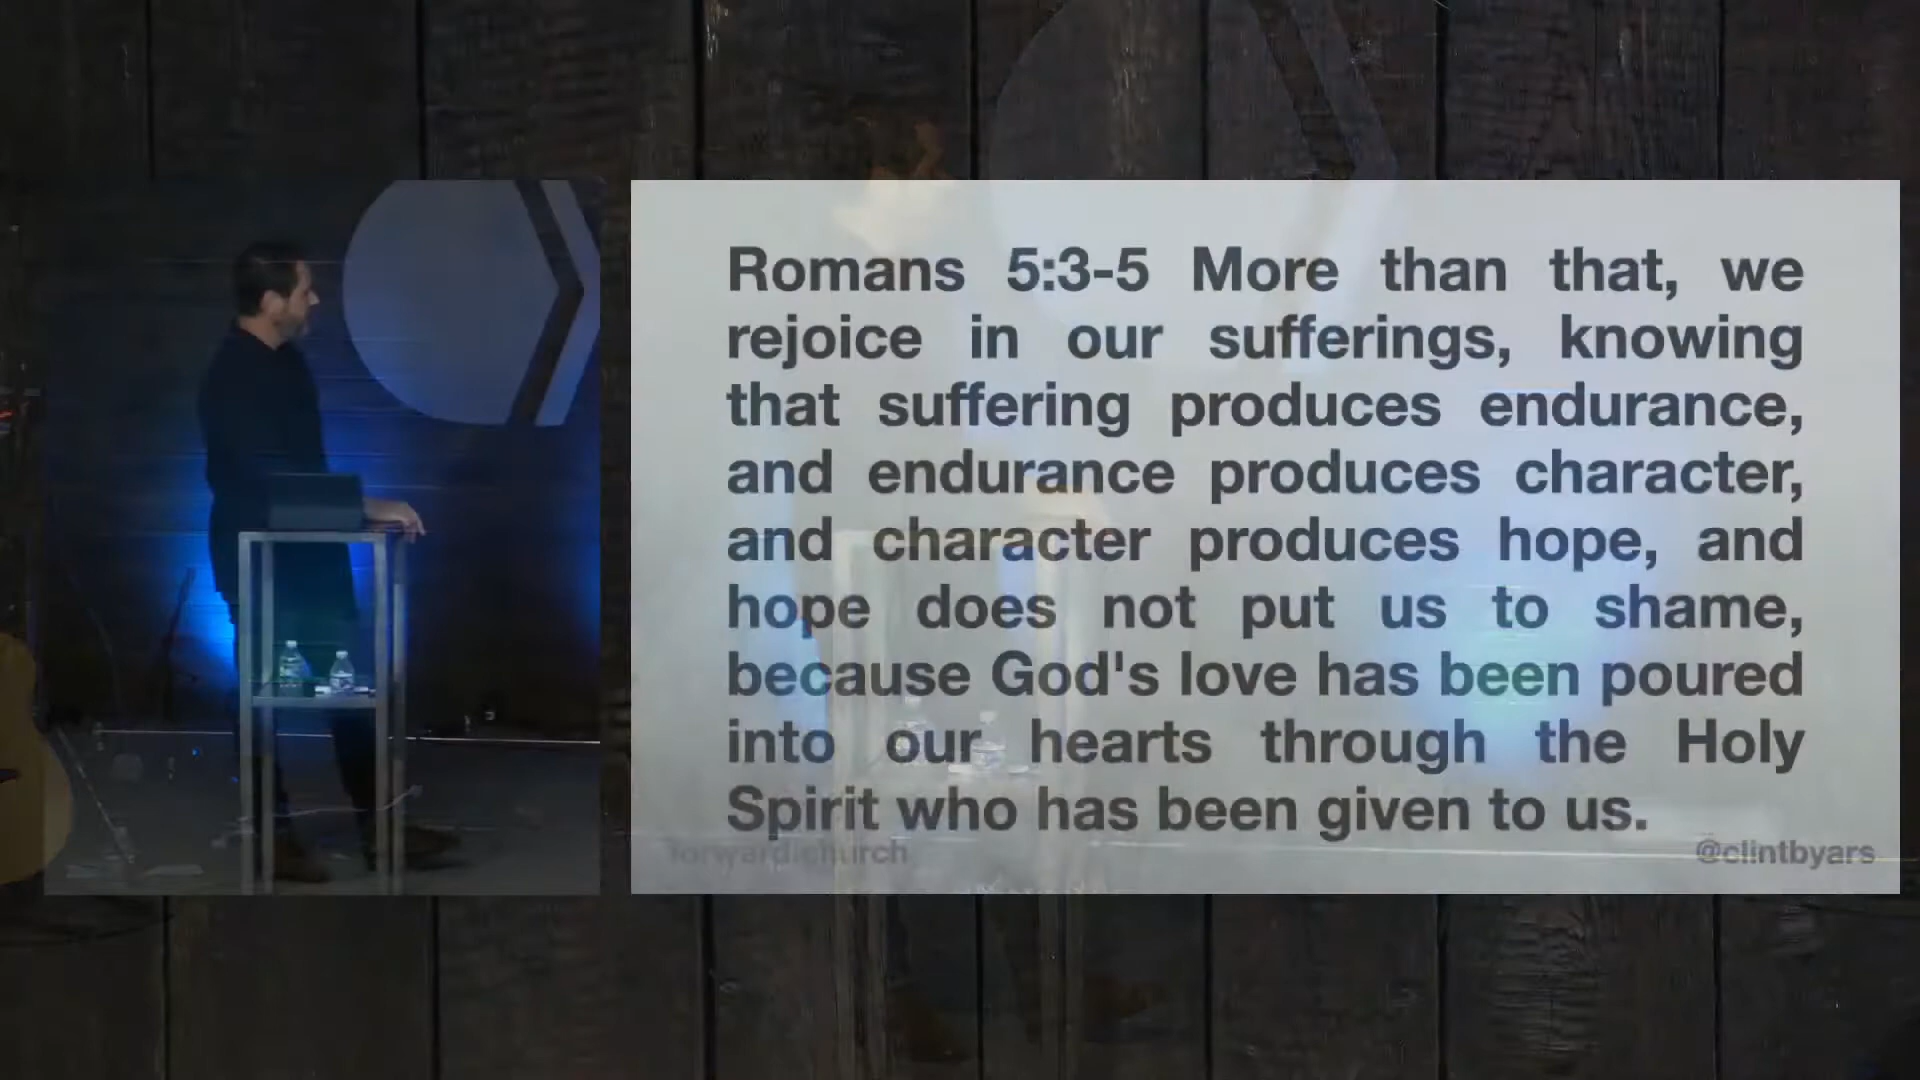 Romans 5:3-5 More than that, we
rejoice in our sufferings, knowing
that suffering produces endurance,
and endurance produces character,
and character produces hope, and
hope does not put us to shame,
because God's love has been poured
into our hearts through the Holy
Spirit who has been given to us.
forward.church
@clintbyars